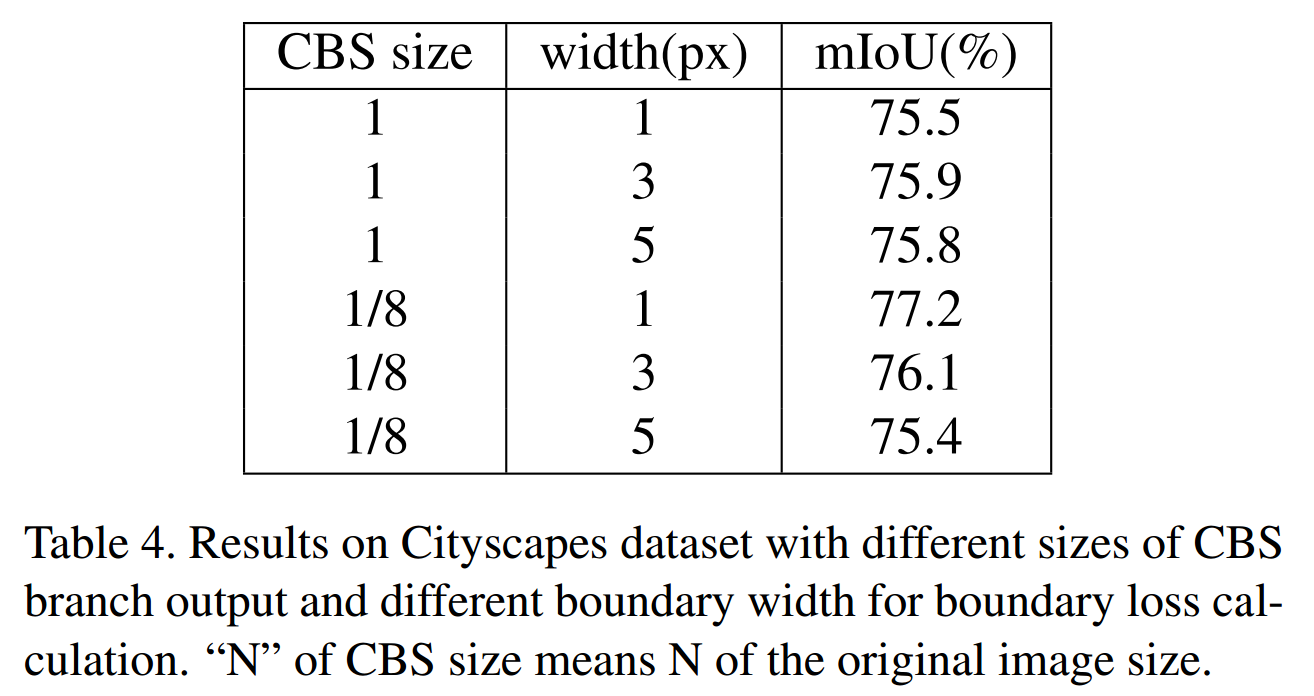 CBS size width(px) mIoU(%)
1 1 75.5
1 3 75.9
1 5 75.8
1/8 1 77.2
1/8 3 76.1
1/8 5 75.4
Table 4. Results on Cityscapes dataset with different sizes of CBS
branch output and different boundary width for boundary loss cal-
culation. “N” of CBS size means N of the original image size.